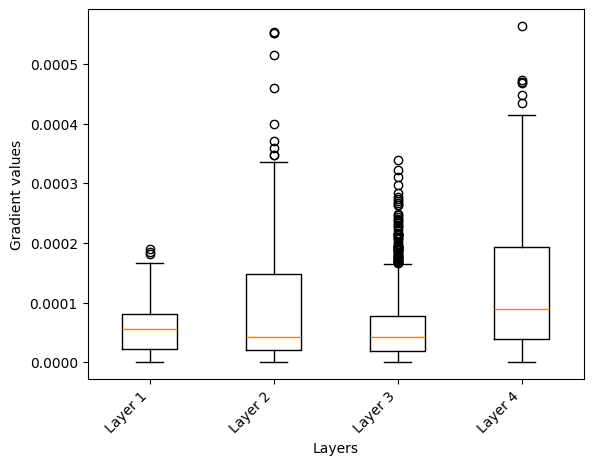 Gradient values
0.0005
0.0004
0.0003
0.0002
0.0001
0.0000
Layer 1
Layer 2
Layer 3
Layer 4
Layers